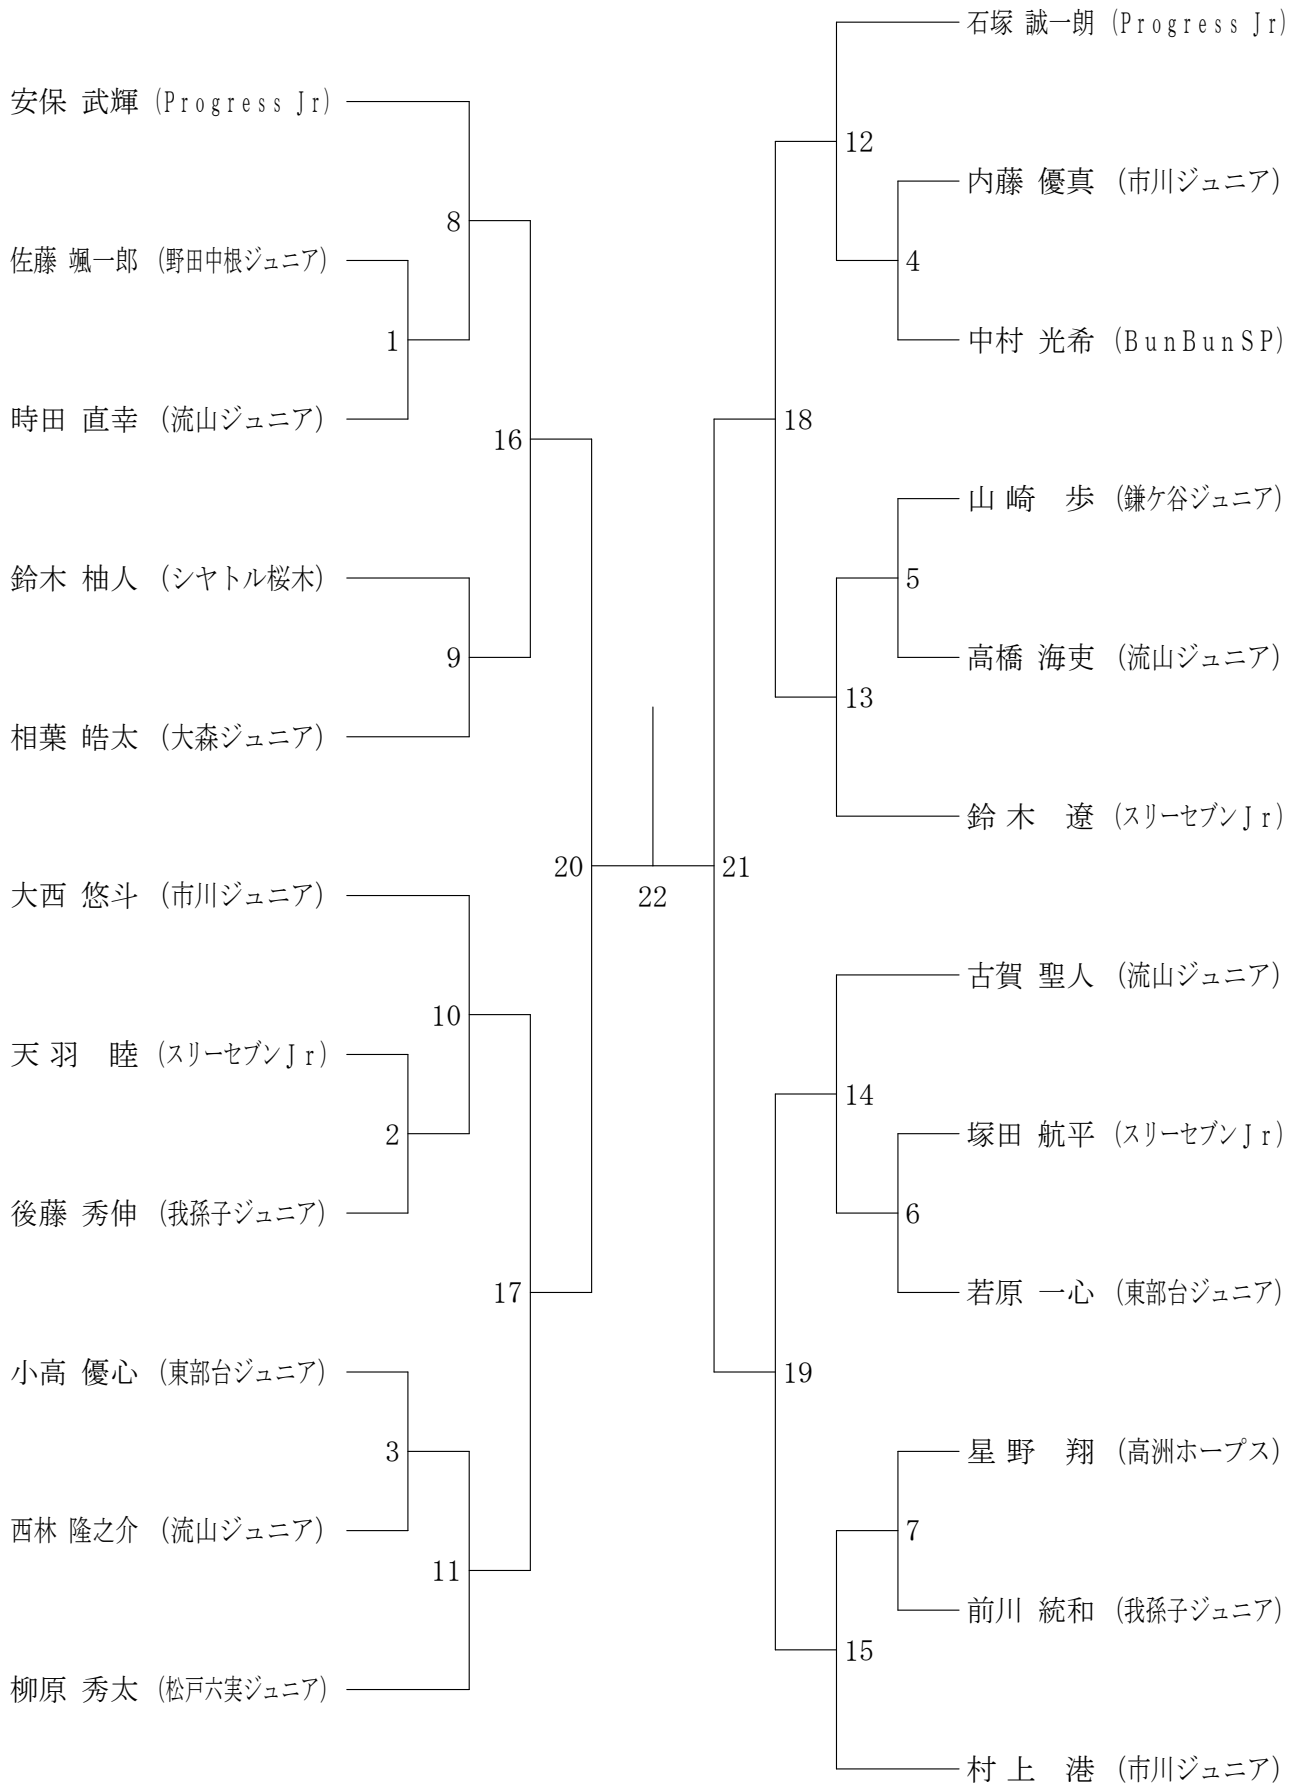 安保 武輝 (Progress Jr)
8
佐藤 颯一郎 (野田中根ジュニア)
1
時田 直幸 (流山ジュニア)
16
鈴木 柚人 (シヤトル桜木)
9
相葉 皓太 (大森ジュニア)
20
大西 悠斗 (市川ジュニア)
10
天羽 睦 (スリーセブンJr)
2
後藤 秀伸 (我孫子ジュニア)
17
小高 優心 (東部台ジュニア)
3
西林 隆之介 (流山ジュニア)
11
柳原 秀太 (松戸六実ジュニア)
22
石塚 誠一朗 (Progress Jr)
12
内藤 優真 (市川ジュニア)
4
中村 光希 (BunBunSP)
18
山崎 歩 (鎌ケ谷ジュニア)
5
高橋 海吏 (流山ジュニア)
13
鈴木 遼 (スリーセブンJr)
21
古賀 聖人 (流山ジュニア)
14
塚田 航平 (スリーセブンJr)
6
若原 一心 (東部台ジュニア)
19
星野 翔 (高洲ホープス)
7
前川 統和 (我孫子ジュニア)
15
村上 港 (市川ジュニア)